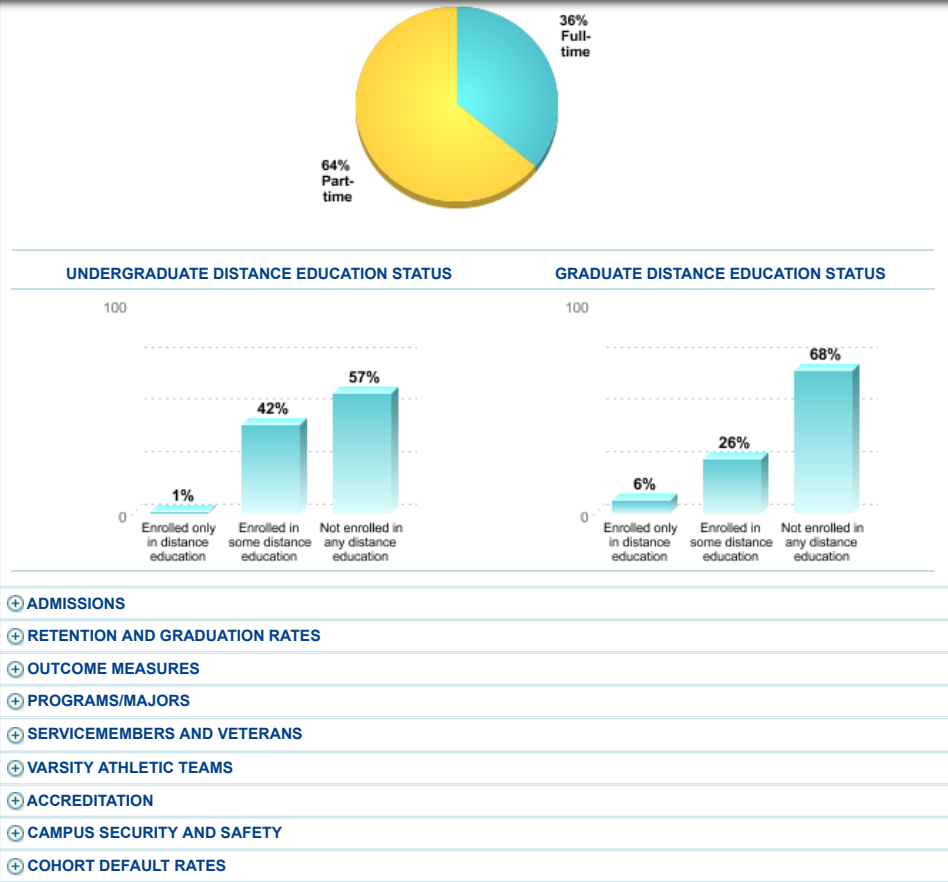 36%
Full-
time
64%
Part-
time
UNDERGRADUATE DISTANCE EDUCATION STATUS
100
57%
42%
1%
0
Enrolled only
in distance
education
Enrolled in
some distance
education
Not enrolled in
any distance
education
GRADUATE DISTANCE EDUCATION STATUS
100
68%
26%
6%
0
Enrolled only
in distance
education
Enrolled in
some distance
education
Not enrolled in
any distance
education
ADMISSIONS
RETENTION AND GRADUATION RATES
OUTCOME MEASURES
PROGRAMS/MAJORS
SERVICEMEMBERS AND VETERANS
VARSITY ATHLETIC TEAMS
ACCREDITATION
CAMPUS SECURITY AND SAFETY
COHORT DEFAULT RATES